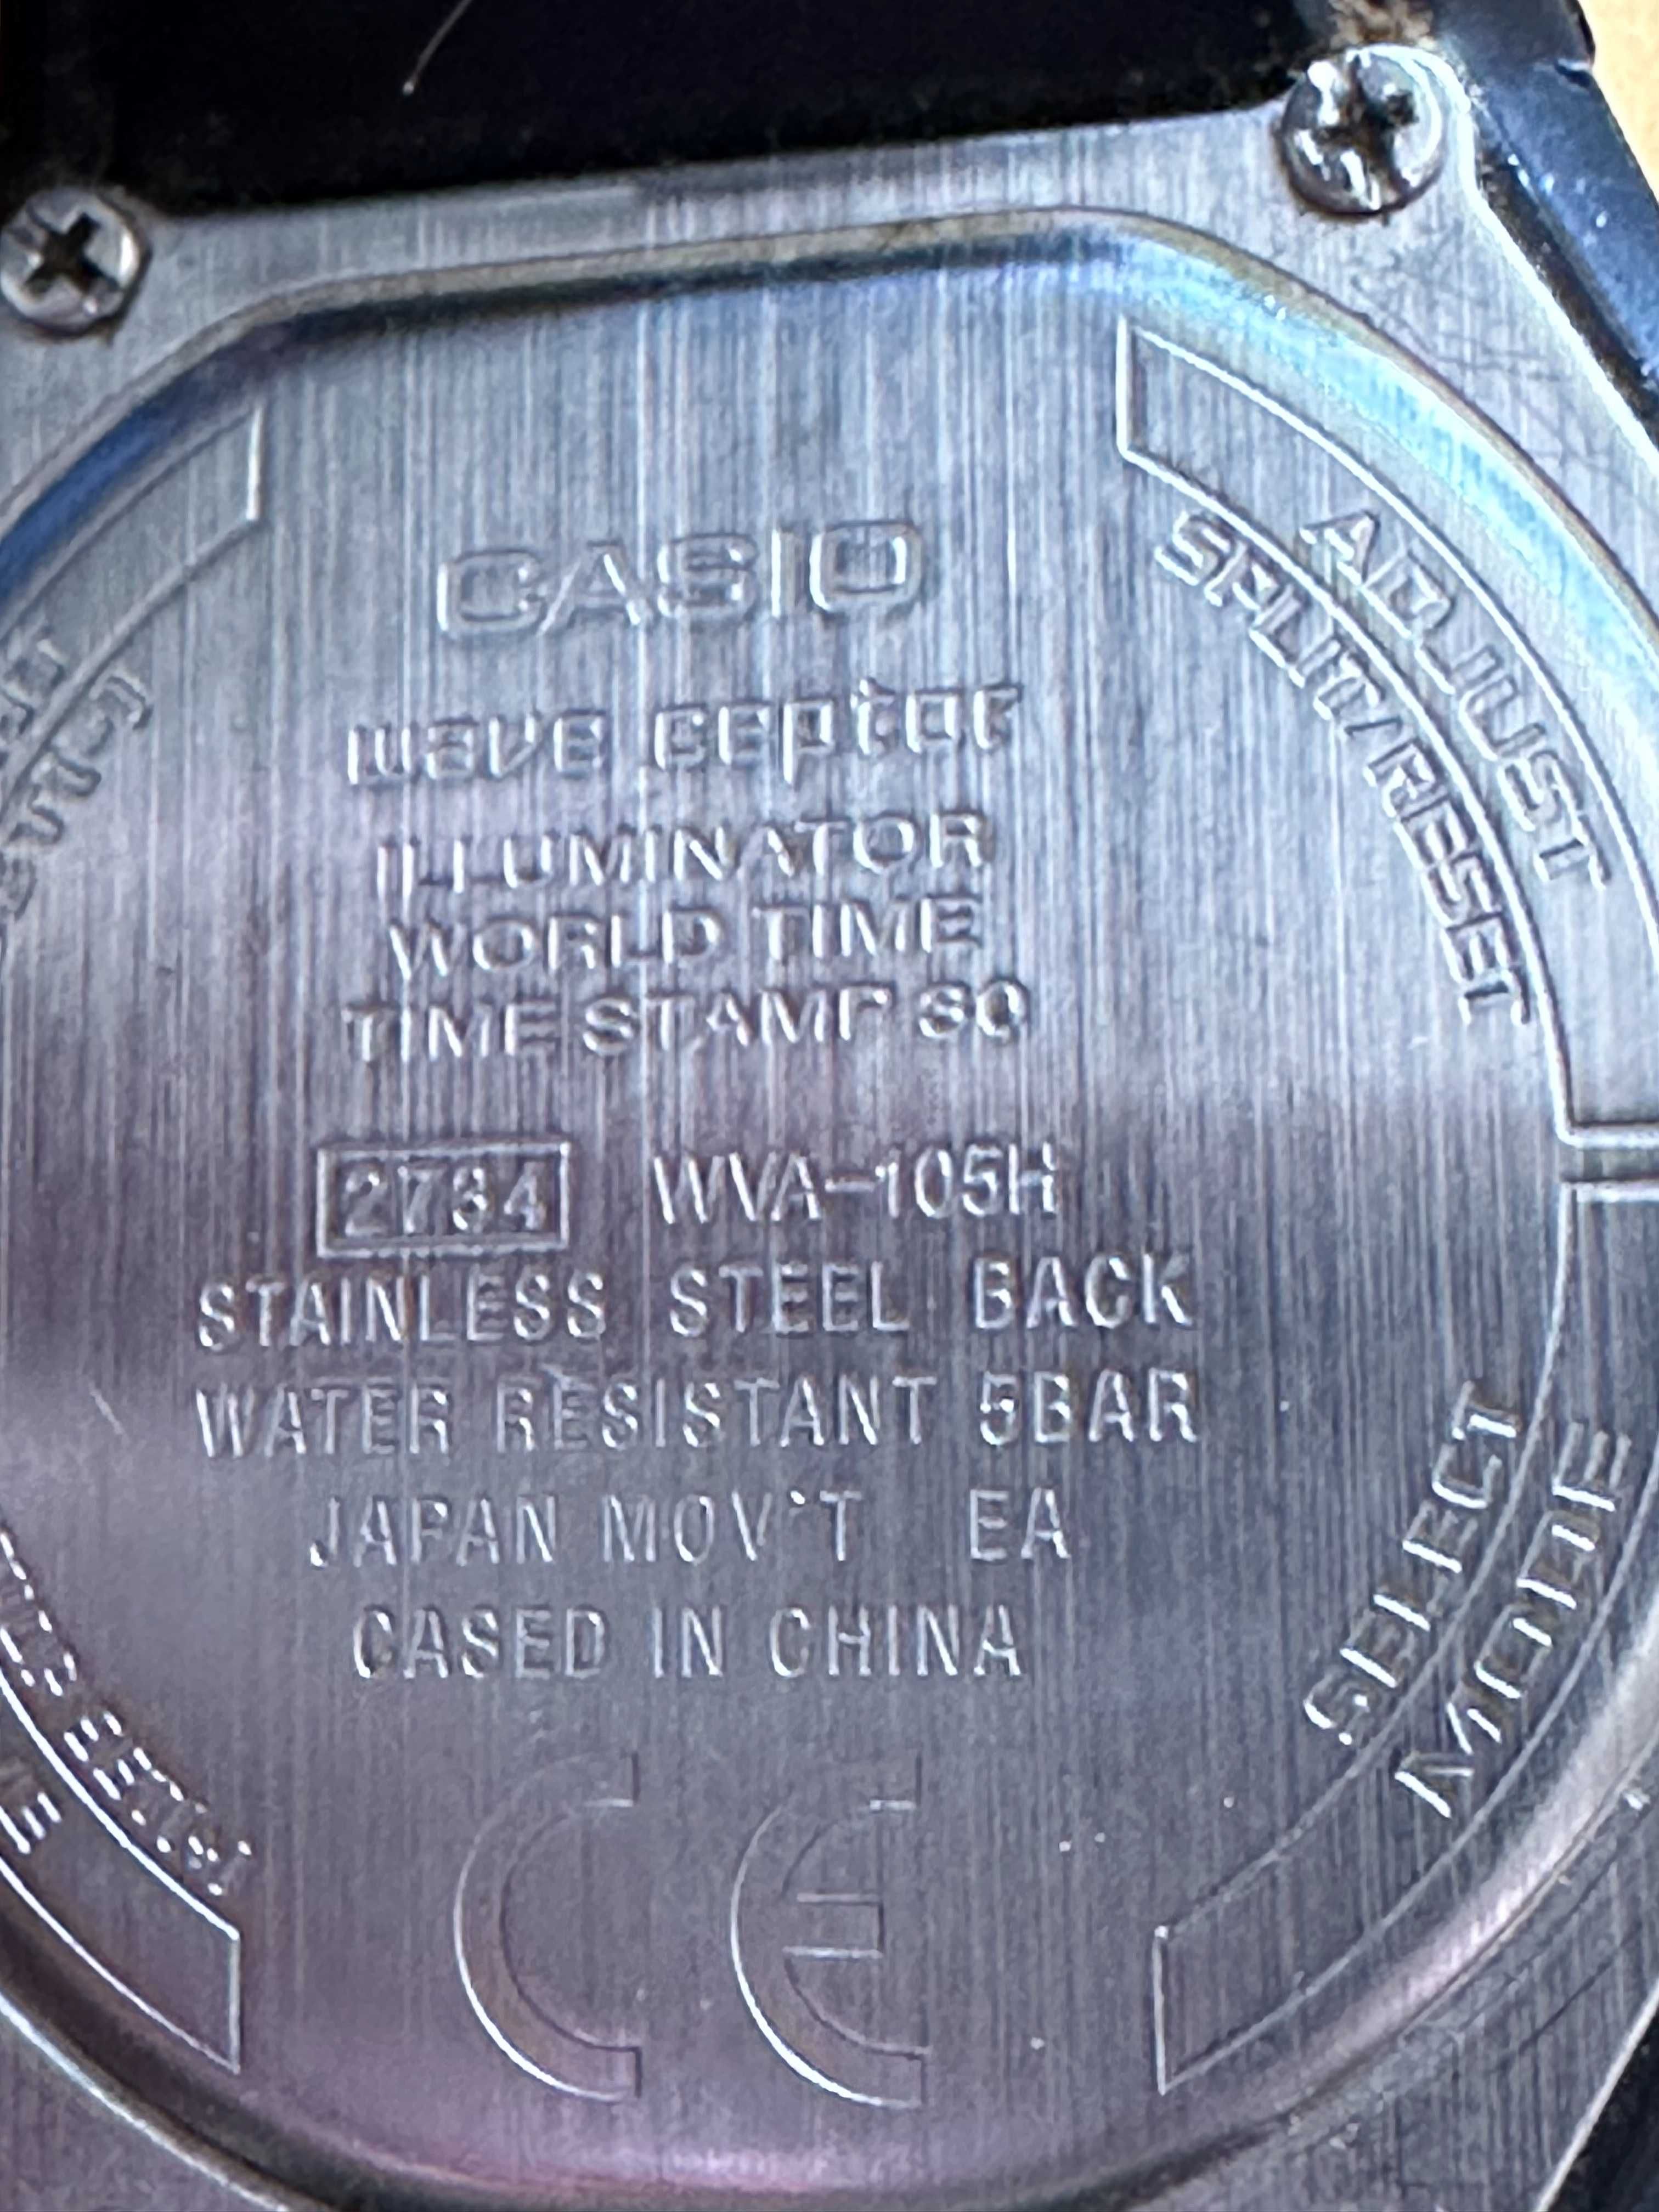 CASIO
wave ceptor
ILLUMINATOR
WORLD TIME
TIME STAMP 30
2734 WVA-105H
STAINLESS STEEL BACK
WATER RESISTANT 5BAR
JAPAN MOV'T EA
CASED IN CHINA
CE
ADJUST
SPLIT/RESET
SELECT
MODE